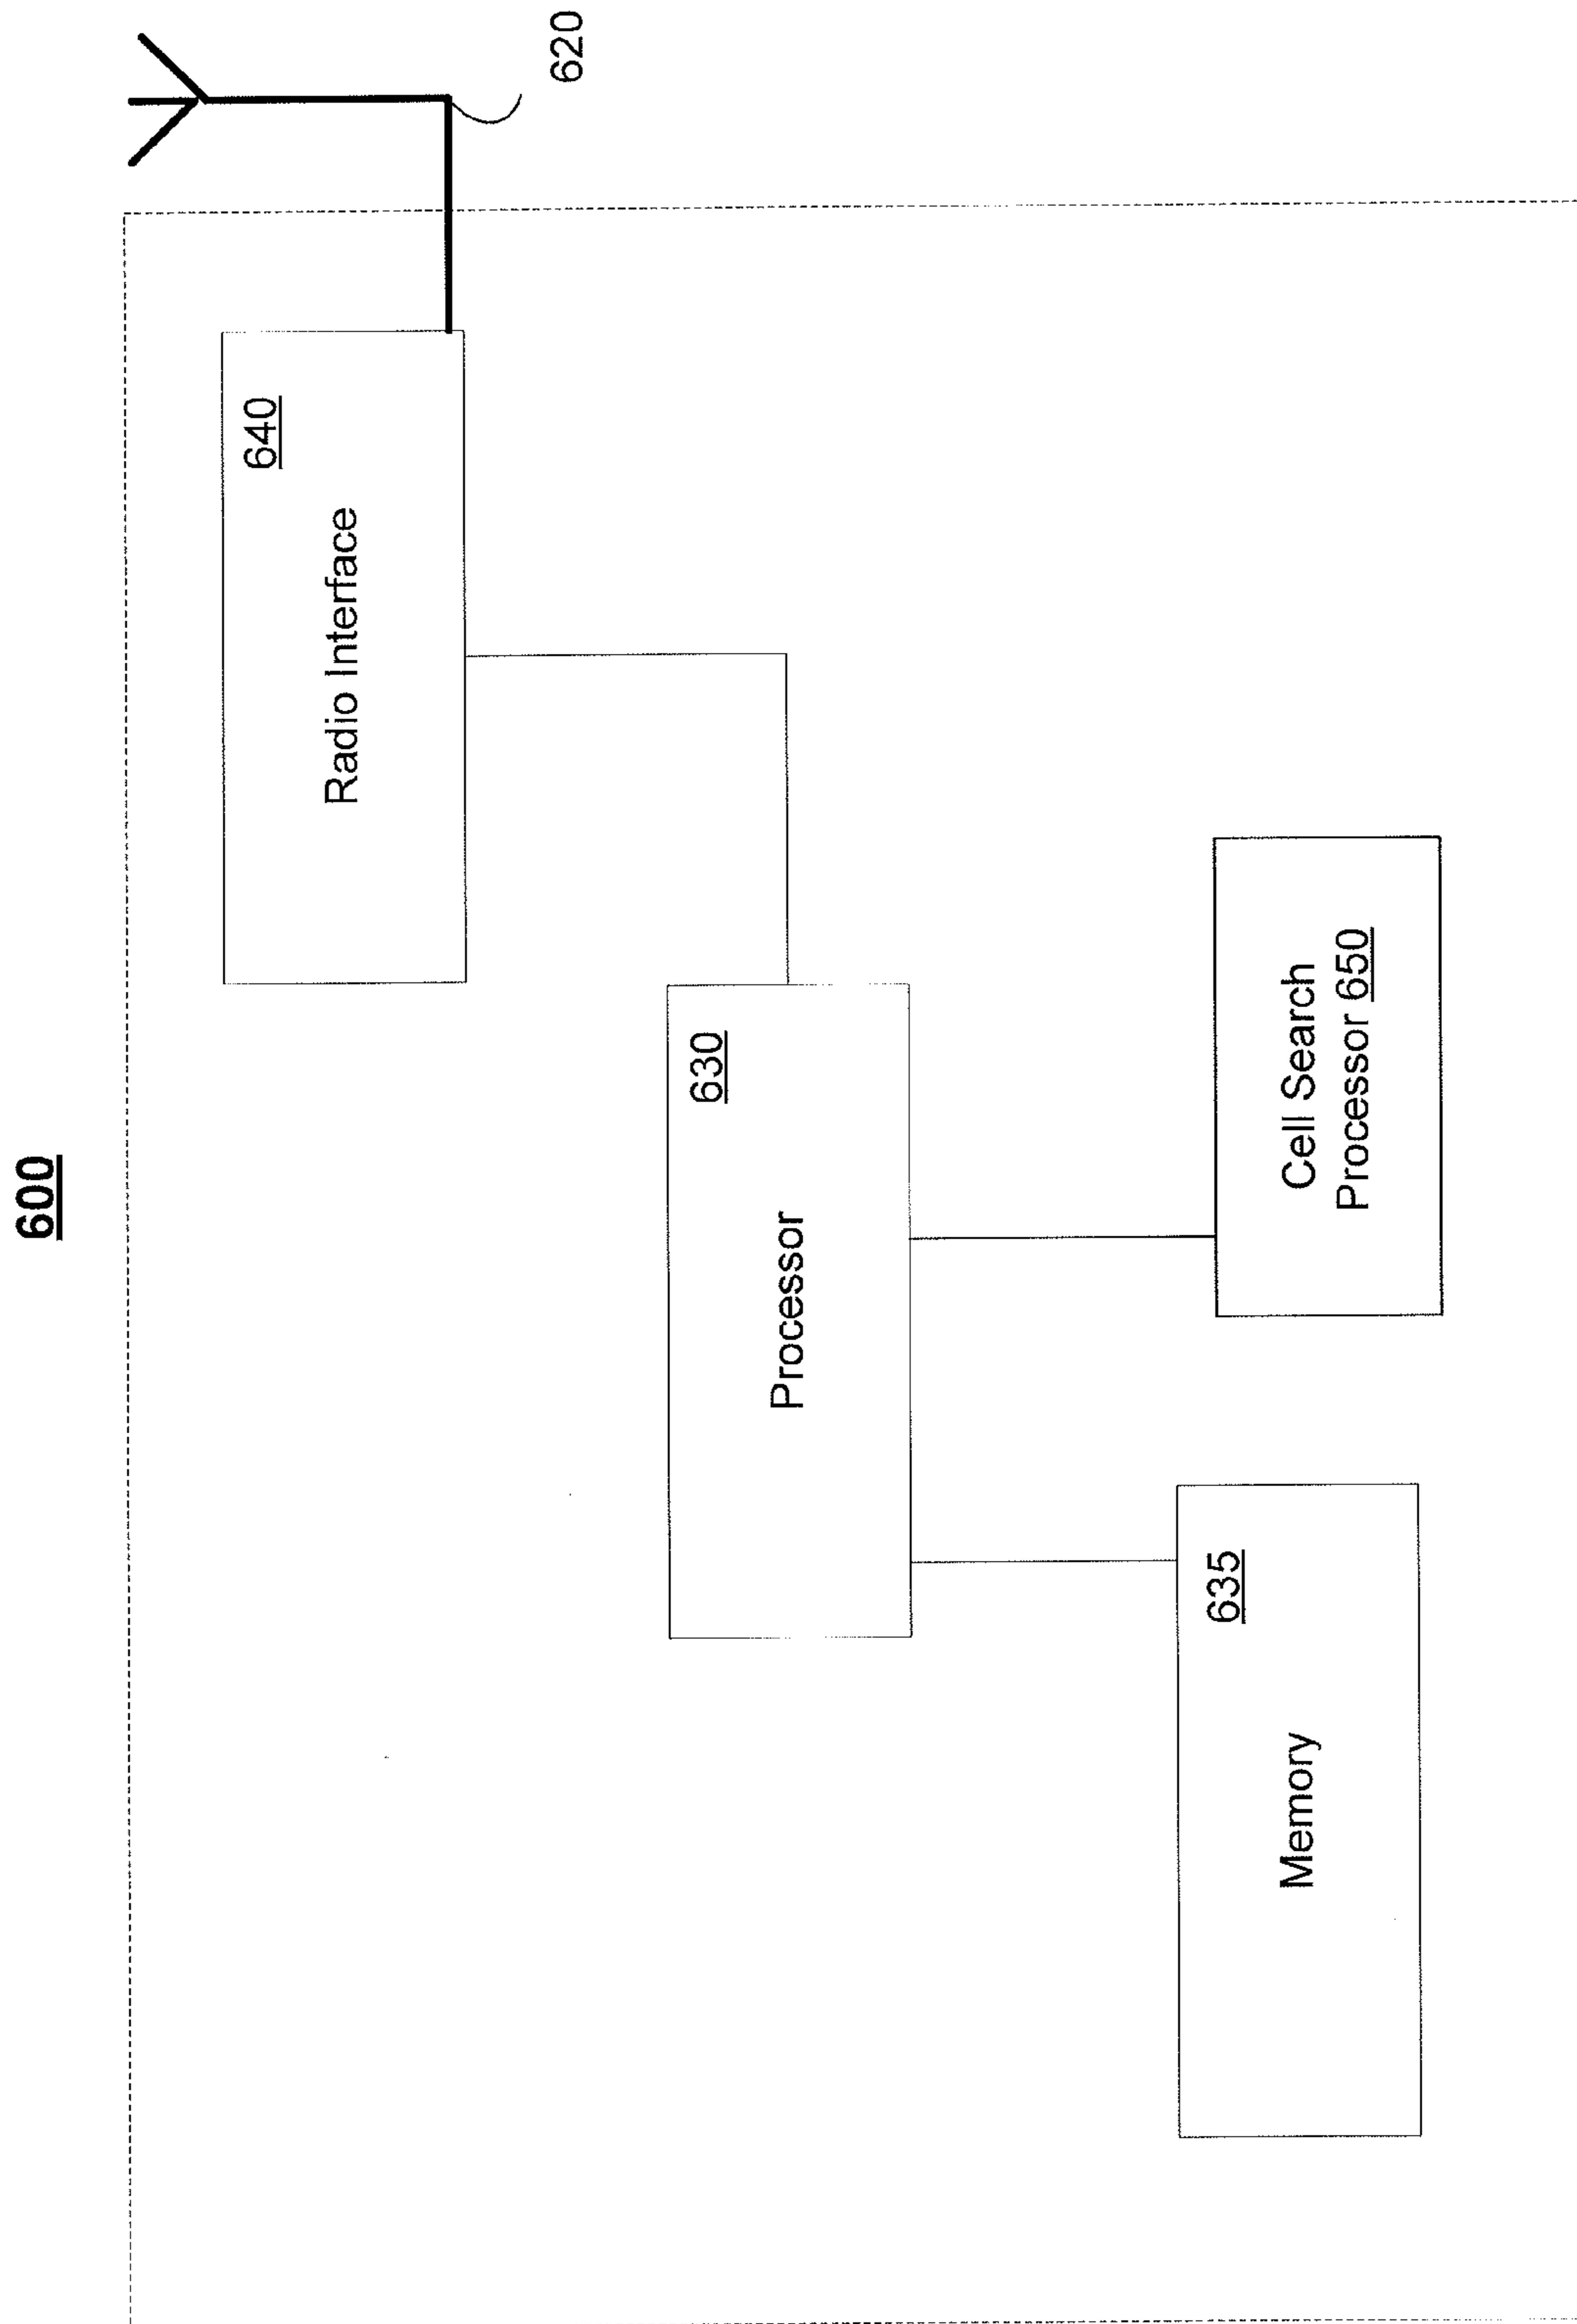 600
620
640
Radio Interface
630
Processor
Cell Search
Processor 650
635
Memory